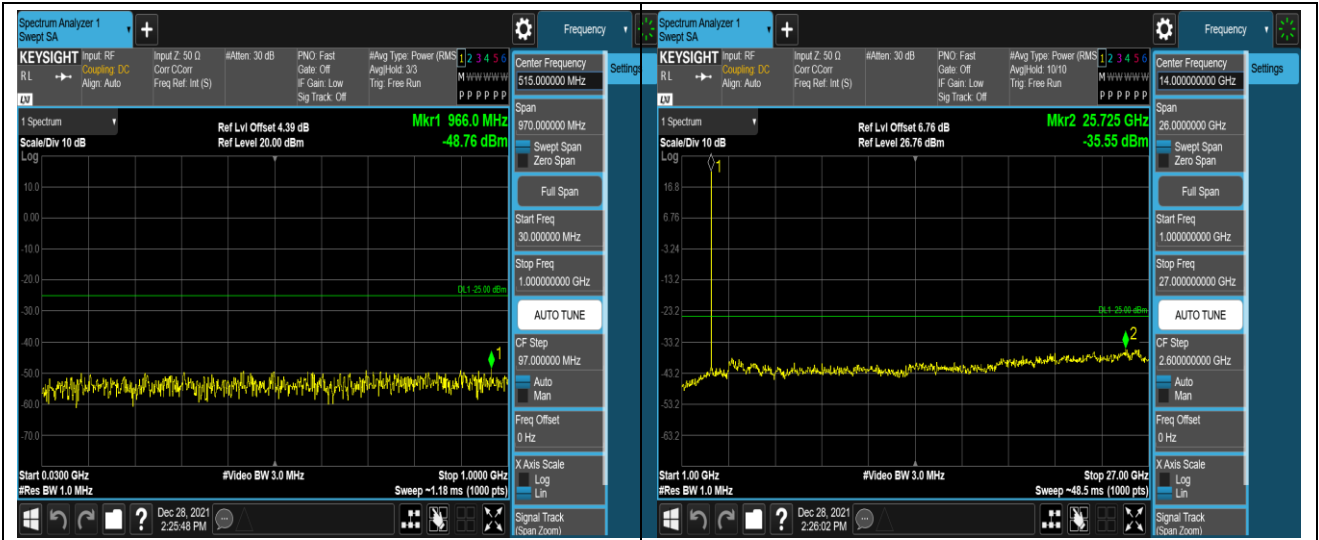 Spectrum Analyzer 1
Swept SA
+
Frequency
KEYSIGHT
RL
LXI
Input: RF
Coupling: DC
Align: Auto
Input Z: 50 Ω
Corr CCorr
Freq Ref: Int (S)
#Atten: 30 dB
PNO: Fast
Gate: Off
IF Gain: Low
Sig Track: Off
#Avg Type: Power (RMS
Avg|Hold: 3/3
Trig: Free Run
1 2 3 4 5 6
M W W W W W
P P P P P P
Center Frequency
515.000000 MHz
Settings
1 Spectrum
Scale/Div 10 dB
Log
Ref Lvl Offset 4.39 dB
Ref Level 20.00 dBm
Mkr1 966.0 MHz
-48.76 dBm
10.0
0.00
-10.0
-20.0
-30.0
-40.0
-50.0
-60.0
-70.0
DL1 -25.00 dBm
1
Start 0.0300 GHz
#Res BW 1.0 MHz
#Video BW 3.0 MHz
Stop 1.0000 GHz
Sweep ~1.18 ms (1000 pts)
Span
970.000000 MHz
Swept Span
Zero Span
Full Span
Start Freq
30.000000 MHz
Stop Freq
1.000000000 GHz
AUTO TUNE
CF Step
97.000000 MHz
Auto
Man
Freq Offset
0 Hz
X Axis Scale
Log
Lin
Signal Track
(Span Zoom)
?
Dec 28, 2021
2:25:48 PM
Spectrum Analyzer 1
Swept SA
+
Frequency
KEYSIGHT
RL
LXI
Input: RF
Coupling: DC
Align: Auto
Input Z: 50 Ω
Corr CCorr
Freq Ref: Int (S)
#Atten: 30 dB
PNO: Fast
Gate: Off
IF Gain: Low
Sig Track: Off
#Avg Type: Power (RMS
Avg|Hold: 10/10
Trig: Free Run
1 2 3 4 5 6
M W W W W W
P P P P P P
Center Frequency
14.000000000 GHz
Settings
1 Spectrum
Scale/Div 10 dB
Log
Ref Lvl Offset 6.76 dB
Ref Level 26.76 dBm
Mkr2 25.725 GHz
-35.55 dBm
1
16.8
6.76
-3.24
-13.2
-23.2
-33.2
-43.2
-53.2
-63.2
DL1 -25.00 dBm
2
Start 1.00 GHz
#Res BW 1.0 MHz
#Video BW 3.0 MHz
Stop 27.00 GHz
Sweep ~48.5 ms (1000 pts)
Span
26.0000000 GHz
Swept Span
Zero Span
Full Span
Start Freq
1.000000000 GHz
Stop Freq
27.000000000 GHz
AUTO TUNE
CF Step
2.600000000 GHz
Auto
Man
Freq Offset
0 Hz
X Axis Scale
Log
Lin
Signal Track
(Span Zoom)
?
Dec 28, 2021
2:26:02 PM